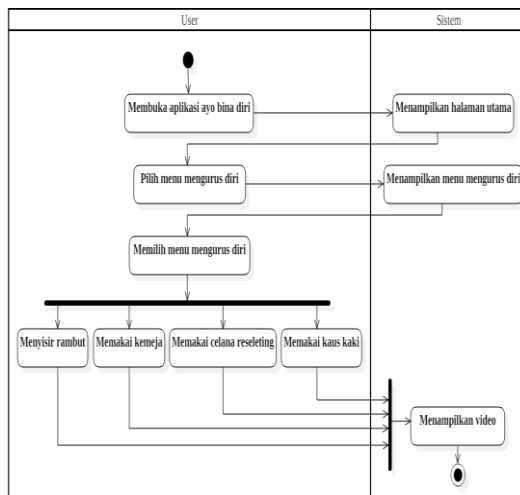 User
Sistem
Membuka aplikasi ayo bina diri
Menampilkan halaman utama
Pilih menu mengurus diri
Menampilkan menu mengurus diri
Memilih menu mengurus diri
Menyisir rambut
Memakai kemeja
Memakai celana reseleting
Memakai kaus kaki
Menampilkan video